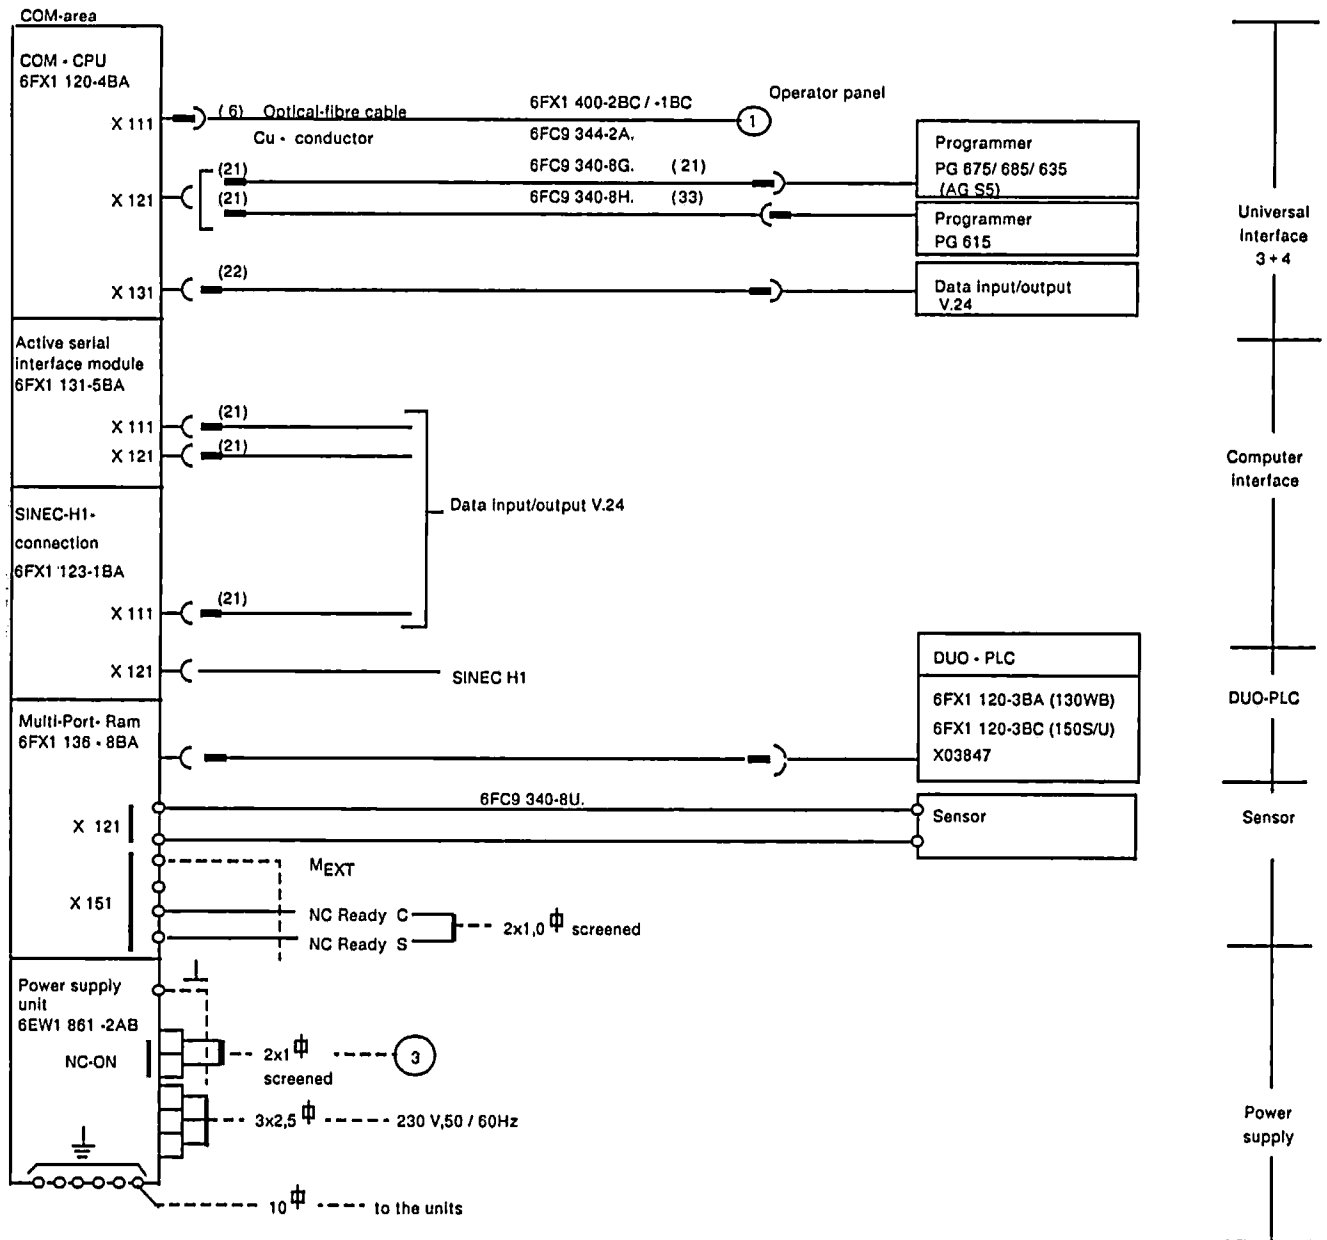 COM-area
COM - CPU
6FX1 120-4BA
X 111
(6) Optical-fibre cable
Cu - conductor
6FX1 400-2BC / -1BC
6FC9 344-2A.
Operator panel
1
X 121
(21)
6FC9 340-8G. (21)
(21)
6FC9 340-8H. (33)
Programmer
PG 675/ 685/ 635
(AG S5)
Programmer
PG 615
X 131
(22)
Data input/output
V.24
Universal
interface
3 + 4
Active serial
interface module
6FX1 131-5BA
X 111
(21)
X 121
(21)
Computer
interface
Data input/output V.24
SINEC-H1-
connection
6FX1 123-1BA
X 111
(21)
X 121
SINEC H1
DUO - PLC
6FX1 120-3BA (130WB)
6FX1 120-3BC (150S/U)
X03847
DUO-PLC
Multi-Port- Ram
6FX1 136 - 8BA
6FC9 340-8U.
X 121
Sensor
Sensor
MEXT
X 151
NC Ready C
NC Ready S
2x1,0 screened
Power supply
unit
6EW1 861 -2AB
NC-ON
2x1
screened
3
3x2,5
230 V,50 / 60Hz
Power
supply
10
to the units